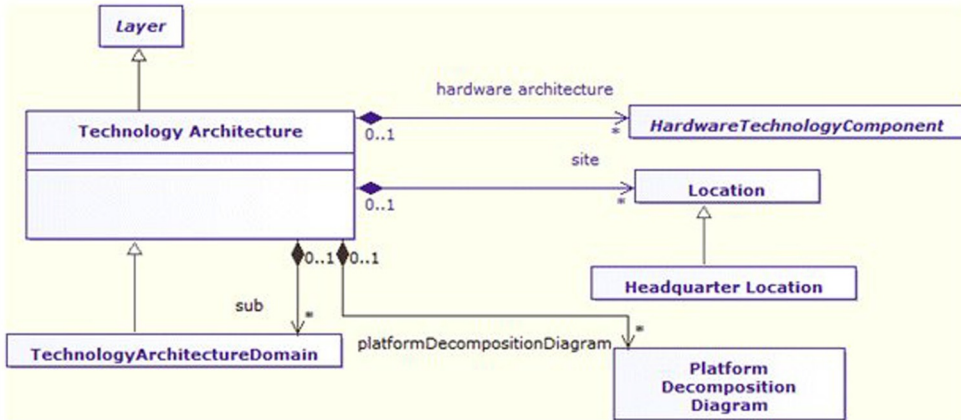 Layer
hardware architecture
Technology Architecture
0..1
*
HardwareTechnologyComponent
site
0..1
*
Location
0..1
0..1
Headquarter Location
sub
*
*
TechnologyArchitectureDomain
platformDecompositionDiagram
Platform
Decomposition
Diagram